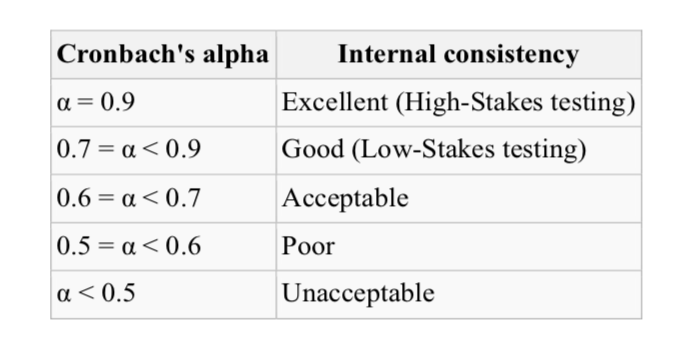 Cronbach's alpha Internal consistency
α = 0.9 Excellent (High-Stakes testing)
0.7 = α < 0.9 Good (Low-Stakes testing)
0.6 = α < 0.7 Acceptable
0.5 = α < 0.6 Poor
α < 0.5 Unacceptable